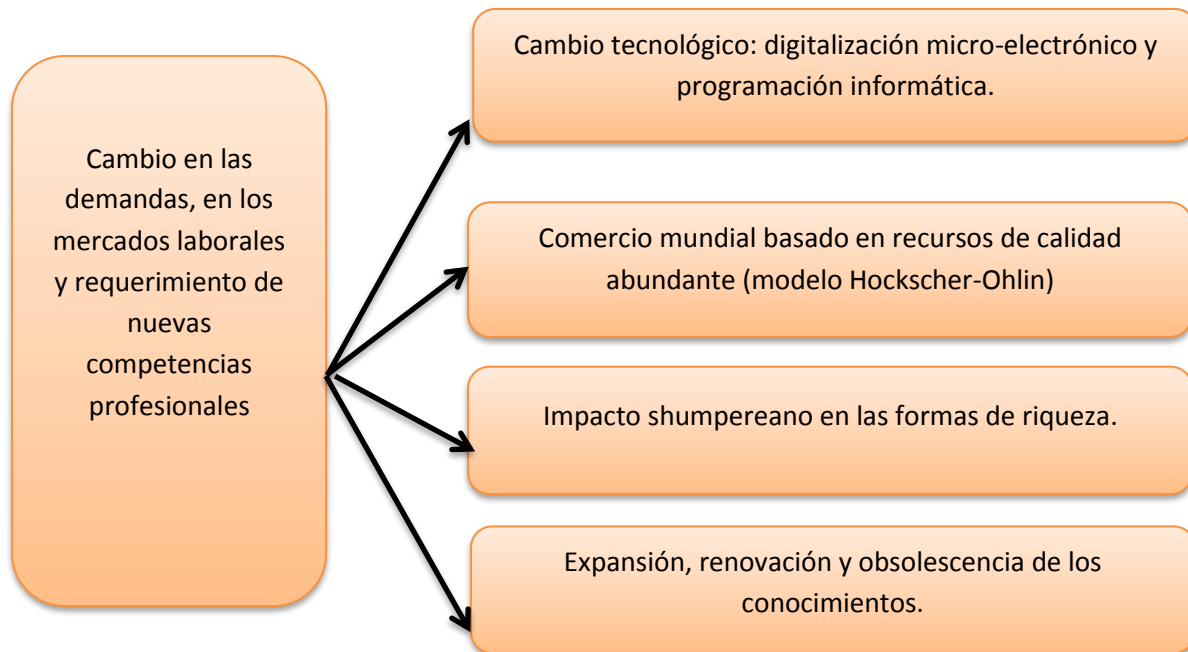 Cambio en las
demandas, en los
mercados laborales
y requerimiento de
nuevas
competencias
profesionales
Cambio tecnológico: digitalización micro-electrónico y
programación informática.
Comercio mundial basado en recursos de calidad
abundante (modelo Hockscher-Ohlin)
Impacto shumpereano en las formas de riqueza.
Expansión, renovación y obsolescencia de los
conocimientos.